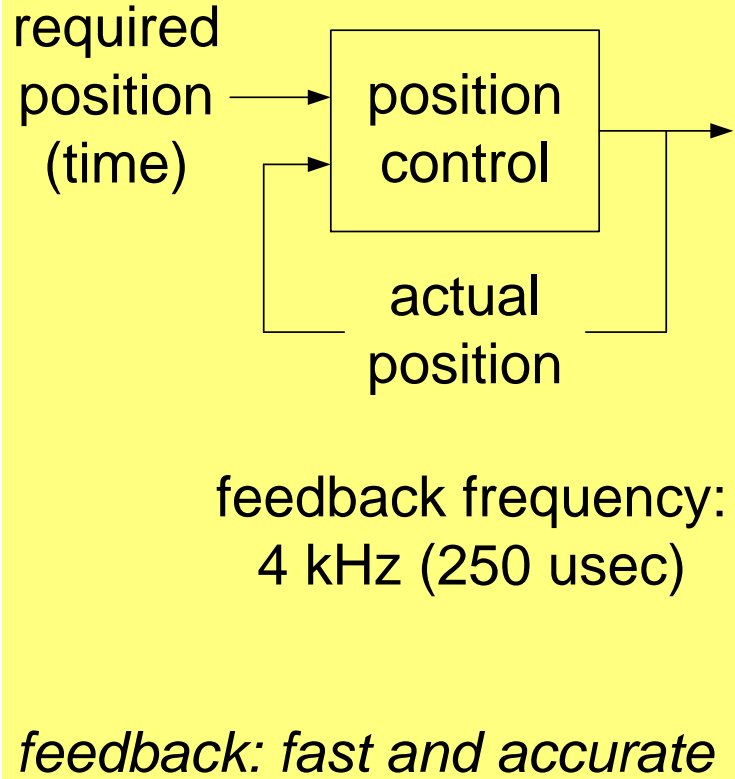 required
position
(time)
position
control
actual
position
feedback frequency:
4 kHz (250 usec)
feedback: fast and accurate